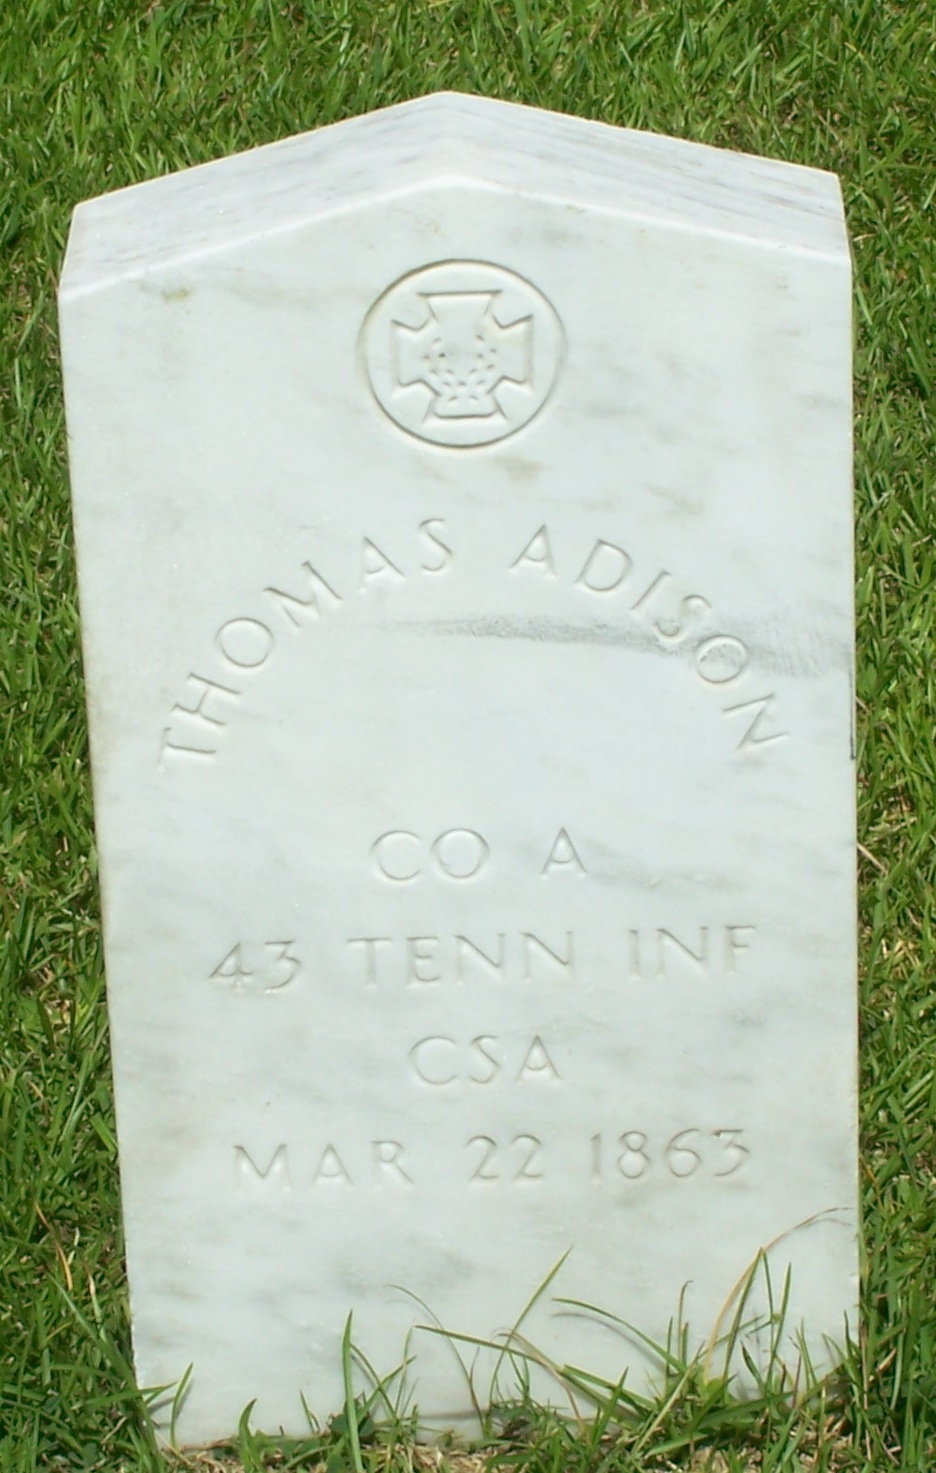 THOMAS ADISON
CO A
43 TENN INF
CSA
MAR 22 1863